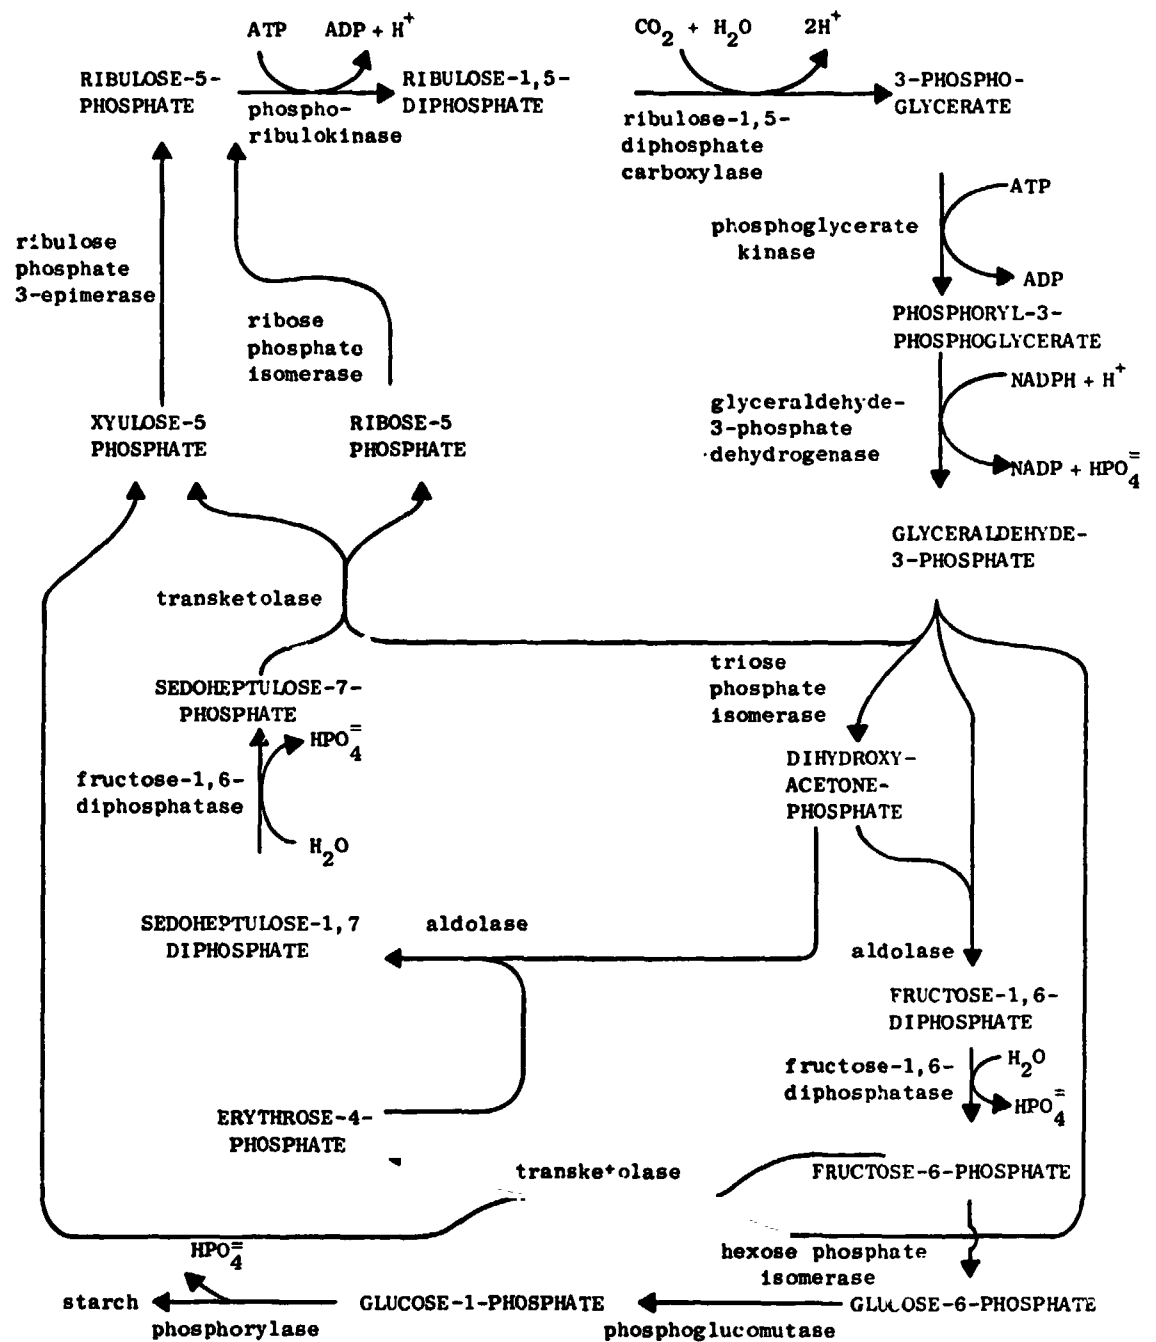 ATP ADP + H+
RIBULOSE-5-
PHOSPHATE
phospho-
ribulokinase
RIBULOSE-1,5-
DIPHOSPHATE
CO2 + H2O 2H+
ribulose-1,5-
diphosphate
carboxylase
3-PHOSPHO-
GLYCERATE
ATP
phosphoglycerate
kinase
ADP
PHOSPHORYL-3-
PHOSPHOGLYCERATE
NADPH + H+
glyceraldehyde-
3-phosphate
dehydrogenase
NADP + HPO4=
GLYCERALDEHYDE-
3-PHOSPHATE
ribulose
phosphate
3-epimerase
ribose
phosphate
isomerase
XYULOSE-5
PHOSPHATE
RIBOSE-5
PHOSPHATE
transketolase
SEDOHEPTULOSE-7-
PHOSPHATE
HPO4=
fructose-1,6-
diphosphatase
H2O
triose
phosphate
isomerase
DIHYDROXY-
ACETONE-
PHOSPHATE
SEDOHEPTULOSE-1,7
DIPHOSPHATE
aldolase
aldolase
FRUCTOSE-1,6-
DIPHOSPHATE
fructose-1,6-
diphosphatase
H2O
HPO4=
ERYTHROSE-4-
PHOSPHATE
transketolase
FRUCTOSE-6-PHOSPHATE
hexose phosphate
isomerase
HPO4=
starch
phosphorylase
GLUCOSE-1-PHOSPHATE
phosphoglucomutase
GLUCOSE-6-PHOSPHATE